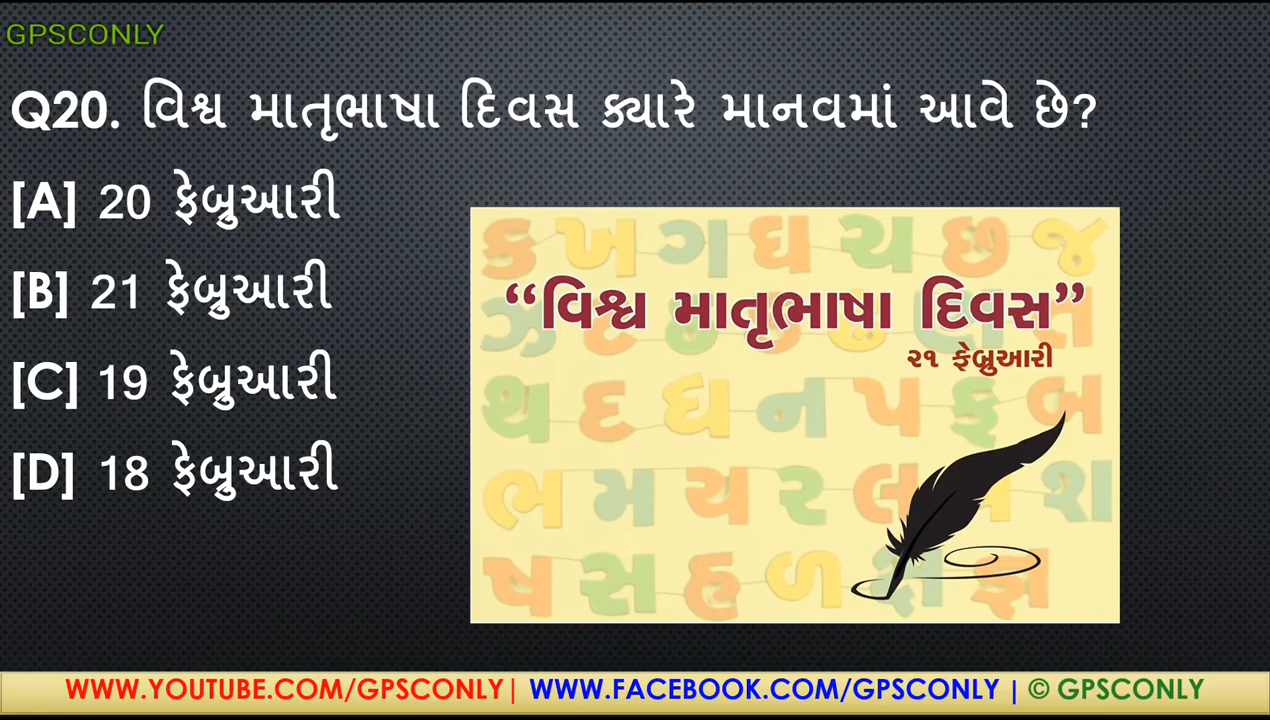 GPSCONLY
Q20. વિશ્વ માતૃભાષા દિવસ ક્યારે માનવમાં આવે છે?
[A] 20 ફેબ્રુઆરી
[B] 21 ફેબ્રુઆરી
[C] 19 ફેબ્રુઆરી
[D] 18 ફેબ્રુઆરી
ક ખ ગ ઘ ચ છ જ
“વિશ્વ માતૃભાષા દિવસ”
૨૧ ફેબ્રુઆરી
થ દ ધ ન પ ફ બ
ભ મ ય ર લ શ
ષ સ હ ળ ક્ષ જ્ઞ
WWW.YOUTUBE.COM/GPSCONLY| WWW.FACEBOOK.COM/GPSCONLY | © GPSCONLY